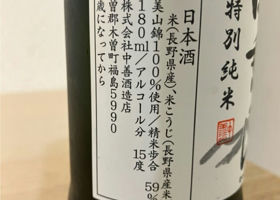 特別純米
日本酒
米(長野県産)、米こうじ(長野県産米
美山錦100%使用/精米歩合 59%
180ml/アルコール分 15度
株式会社中善酒造店
曽郡木曽町福島5990
歳になってから